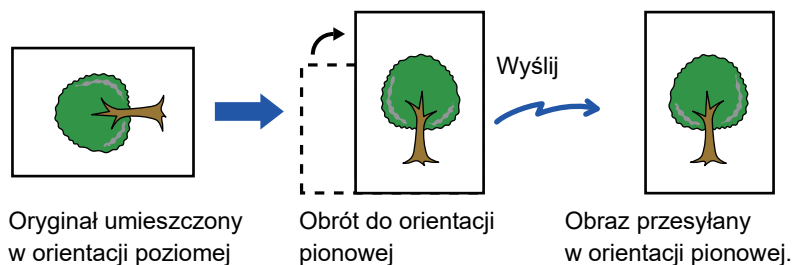 Wyślij
Oryginał umieszczony
w orientacji poziomej
Obrót do orientacji
pionowej
Obraz przesyłany
w orientacji pionowej.